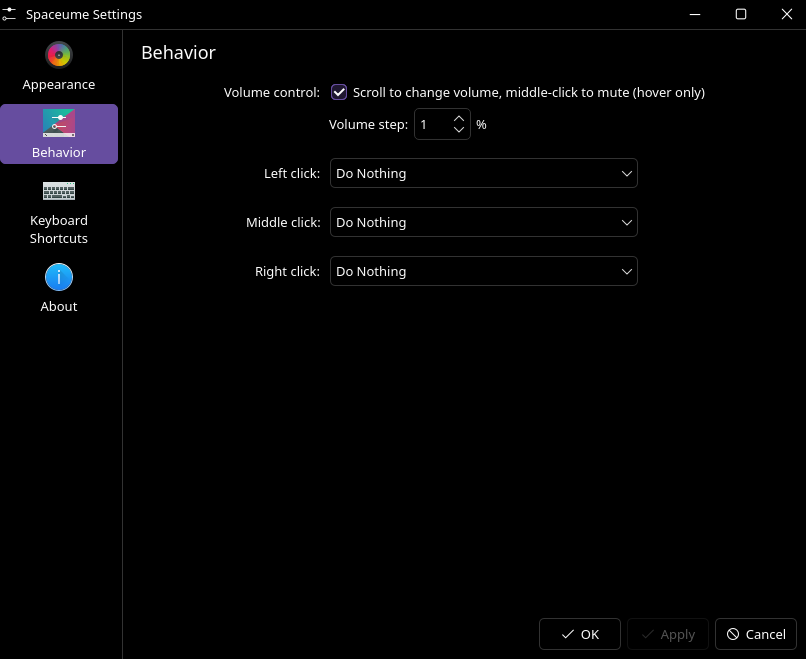 Spaceume Settings
Appearance
Behavior
Keyboard
Shortcuts
About
Behavior
Volume control: Scroll to change volume, middle-click to mute (hover only)
Volume step: 1 %
Left click: Do Nothing
Middle click: Do Nothing
Right click: Do Nothing
OK Apply Cancel